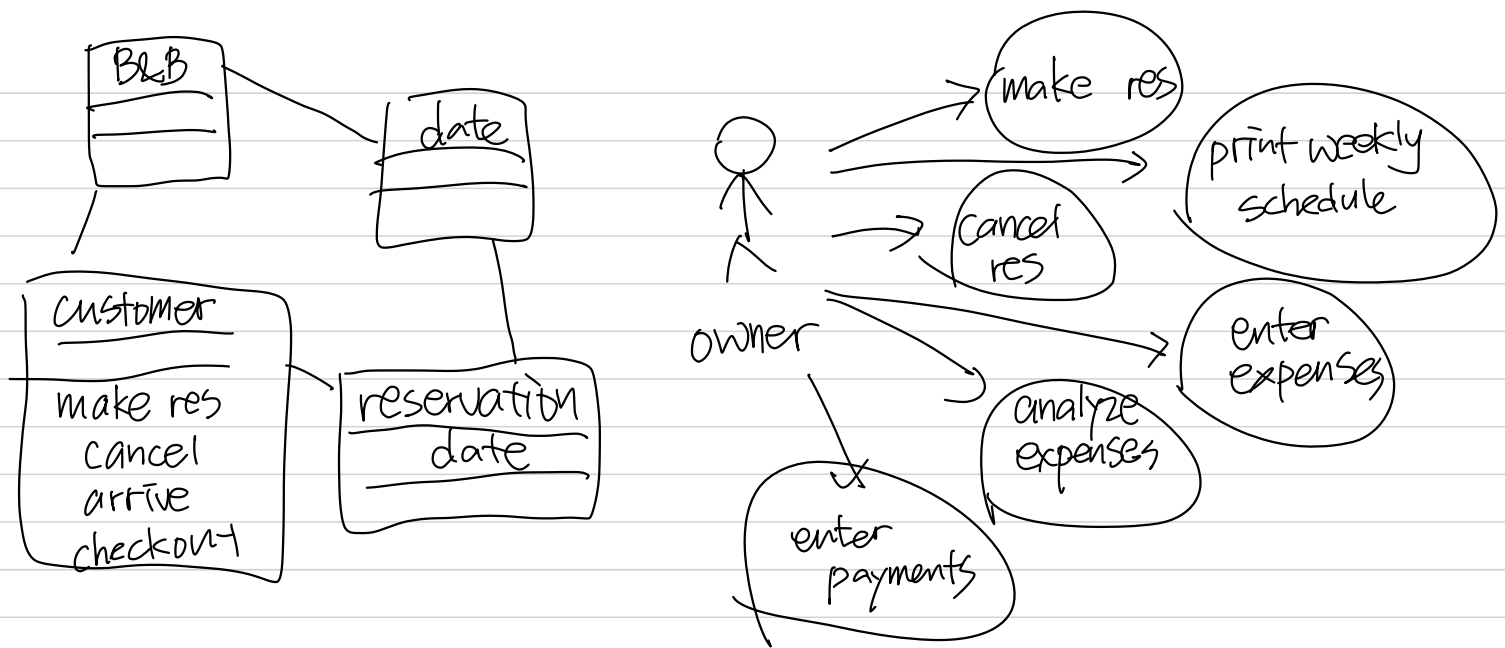 B&B
date
customer
make res
cancel
arrive
checkout
reservation
date
owner
make res
print weekly
schedule
cancel
res
enter
expenses
analyze
expenses
enter
payments